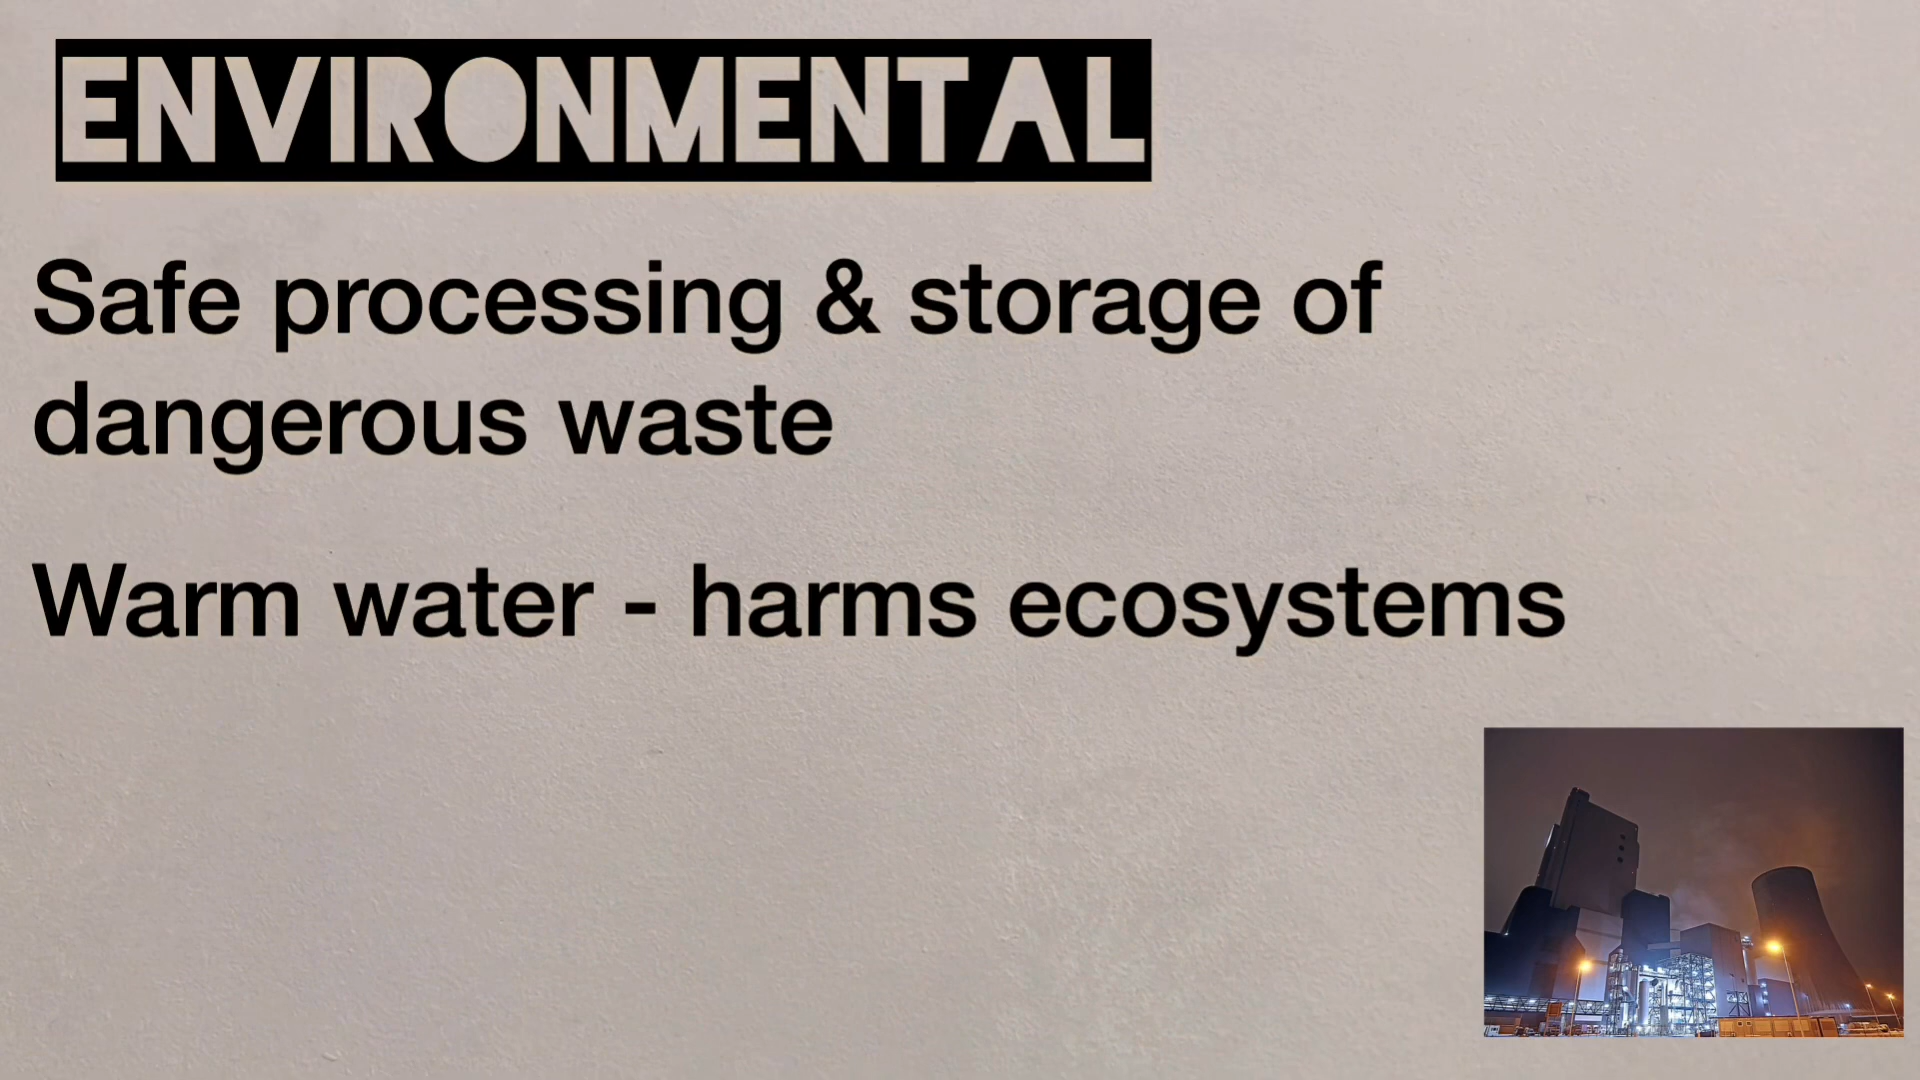 ENVIRONMENTAL
Safe processing & storage of
dangerous waste
Warm water - harms ecosystems